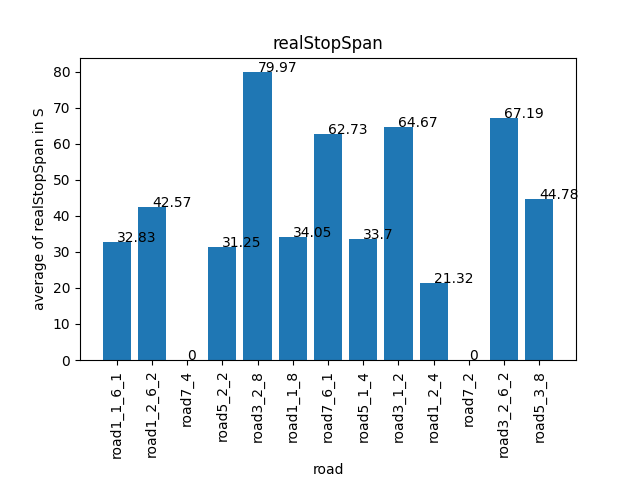 realStopSpan
average of realStopSpan in S
80
70
60
50
40
30
20
10
0
32.83
42.57
0
31.25
79.97
34.05
62.73
33.7
64.67
21.32
0
67.19
44.78
road1_1_6_1
road1_2_6_2
road7_4
road5_2_2
road3_2_8
road1_1_8
road7_6_1
road5_1_4
road3_1_2
road1_2_4
road7_2
road3_2_6_2
road5_3_8
road